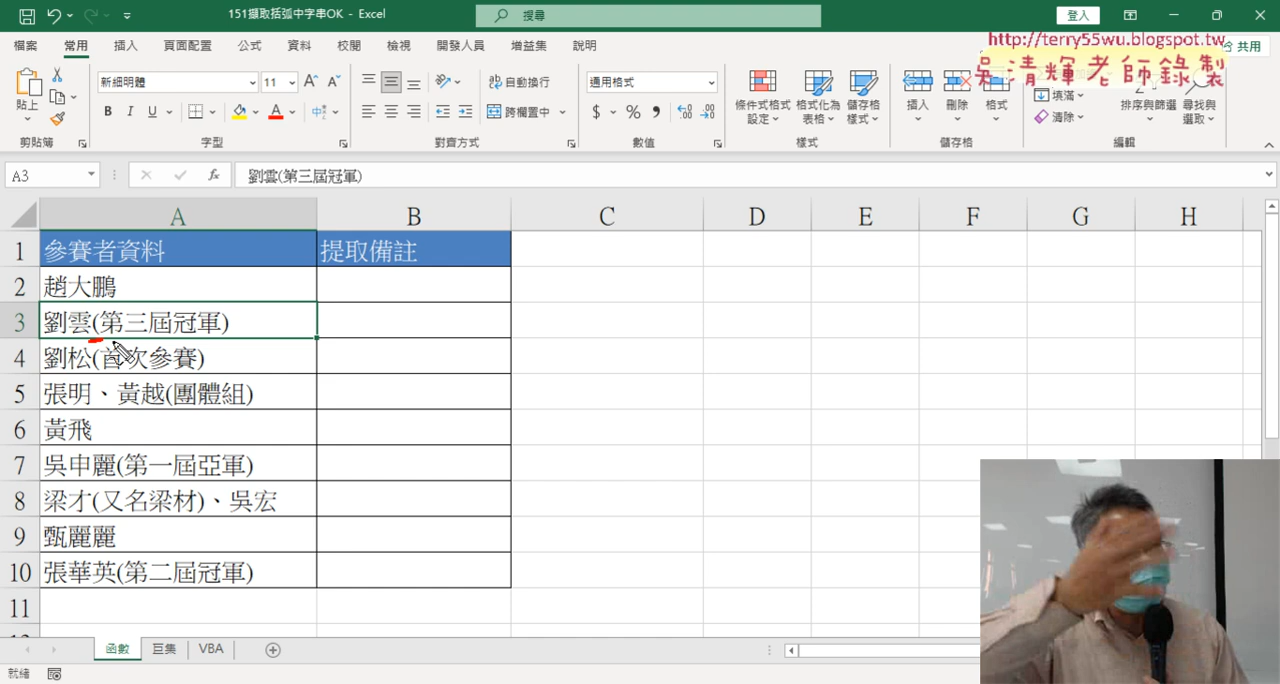 151擷取括弧中字串OK - Excel
搜尋
登入
檔案 常用 插入 頁面配置 公式 資料 校閱 檢視 開發人員 增益集 說明
共用
http://terry55wu.blogspot.tw
吳清輝老師錄製
貼上
剪貼簿
新細明體 11
B I U
字型
自動換行
跨欄置中
對齊方式
通用格式
$ % ,
數值
條件式格式設定
格式化為表格
儲存格樣式
樣式
插入 刪除 格式
儲存格
填滿
清除
排序與篩選
尋找與選取
編輯
A3
fx
劉雲(第三屆冠軍)
A B C D E F G H
1 參賽者資料 提取備註
2 趙大鵬
3 劉雲(第三屆冠軍)
4 劉松(首次參賽)
5 張明、黃越(團體組)
6 黃飛
7 吳申麗(第一屆亞軍)
8 梁才(又名梁材)、吳宏
9 甄麗麗
10 張華英(第二屆冠軍)
11
函數 巨集 VBA
就緒